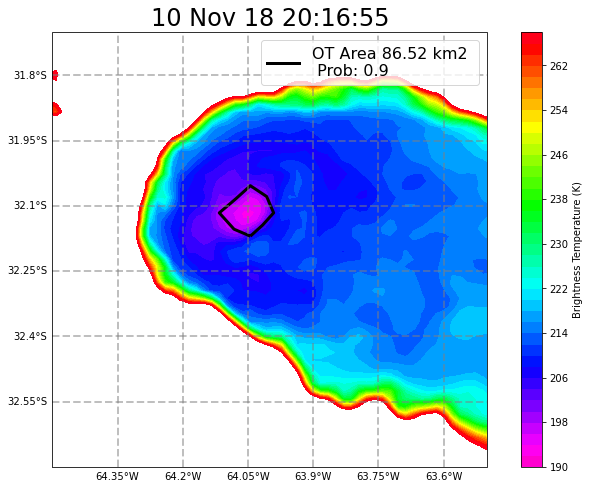 10 Nov 18 20:16:55
OT Area 86.52 km2
Prob: 0.9
31.8°S
31.95°S
32.1°S
32.25°S
32.4°S
32.55°S
64.35°W 64.2°W 64.05°W 63.9°W 63.75°W 63.6°W
262
254
246
238
230
222
214
206
198
190
Brightness Temperature (K)